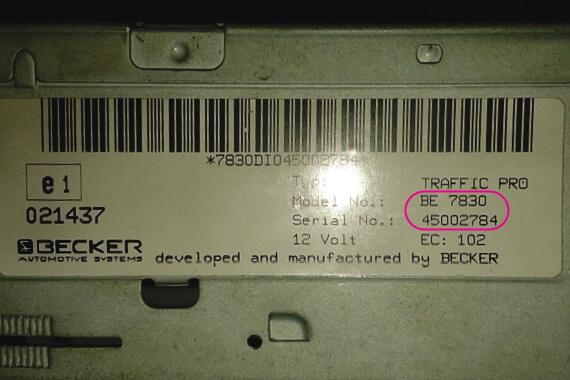 *7830DI045002784*
e1
021437
Type: TRAFFIC PRO
Model No.: BE 7830
Serial No.: 45002784
12 Volt EC: 102
BECKER
AUTOMOTIVE SYSTEMS
developed and manufactured by BECKER